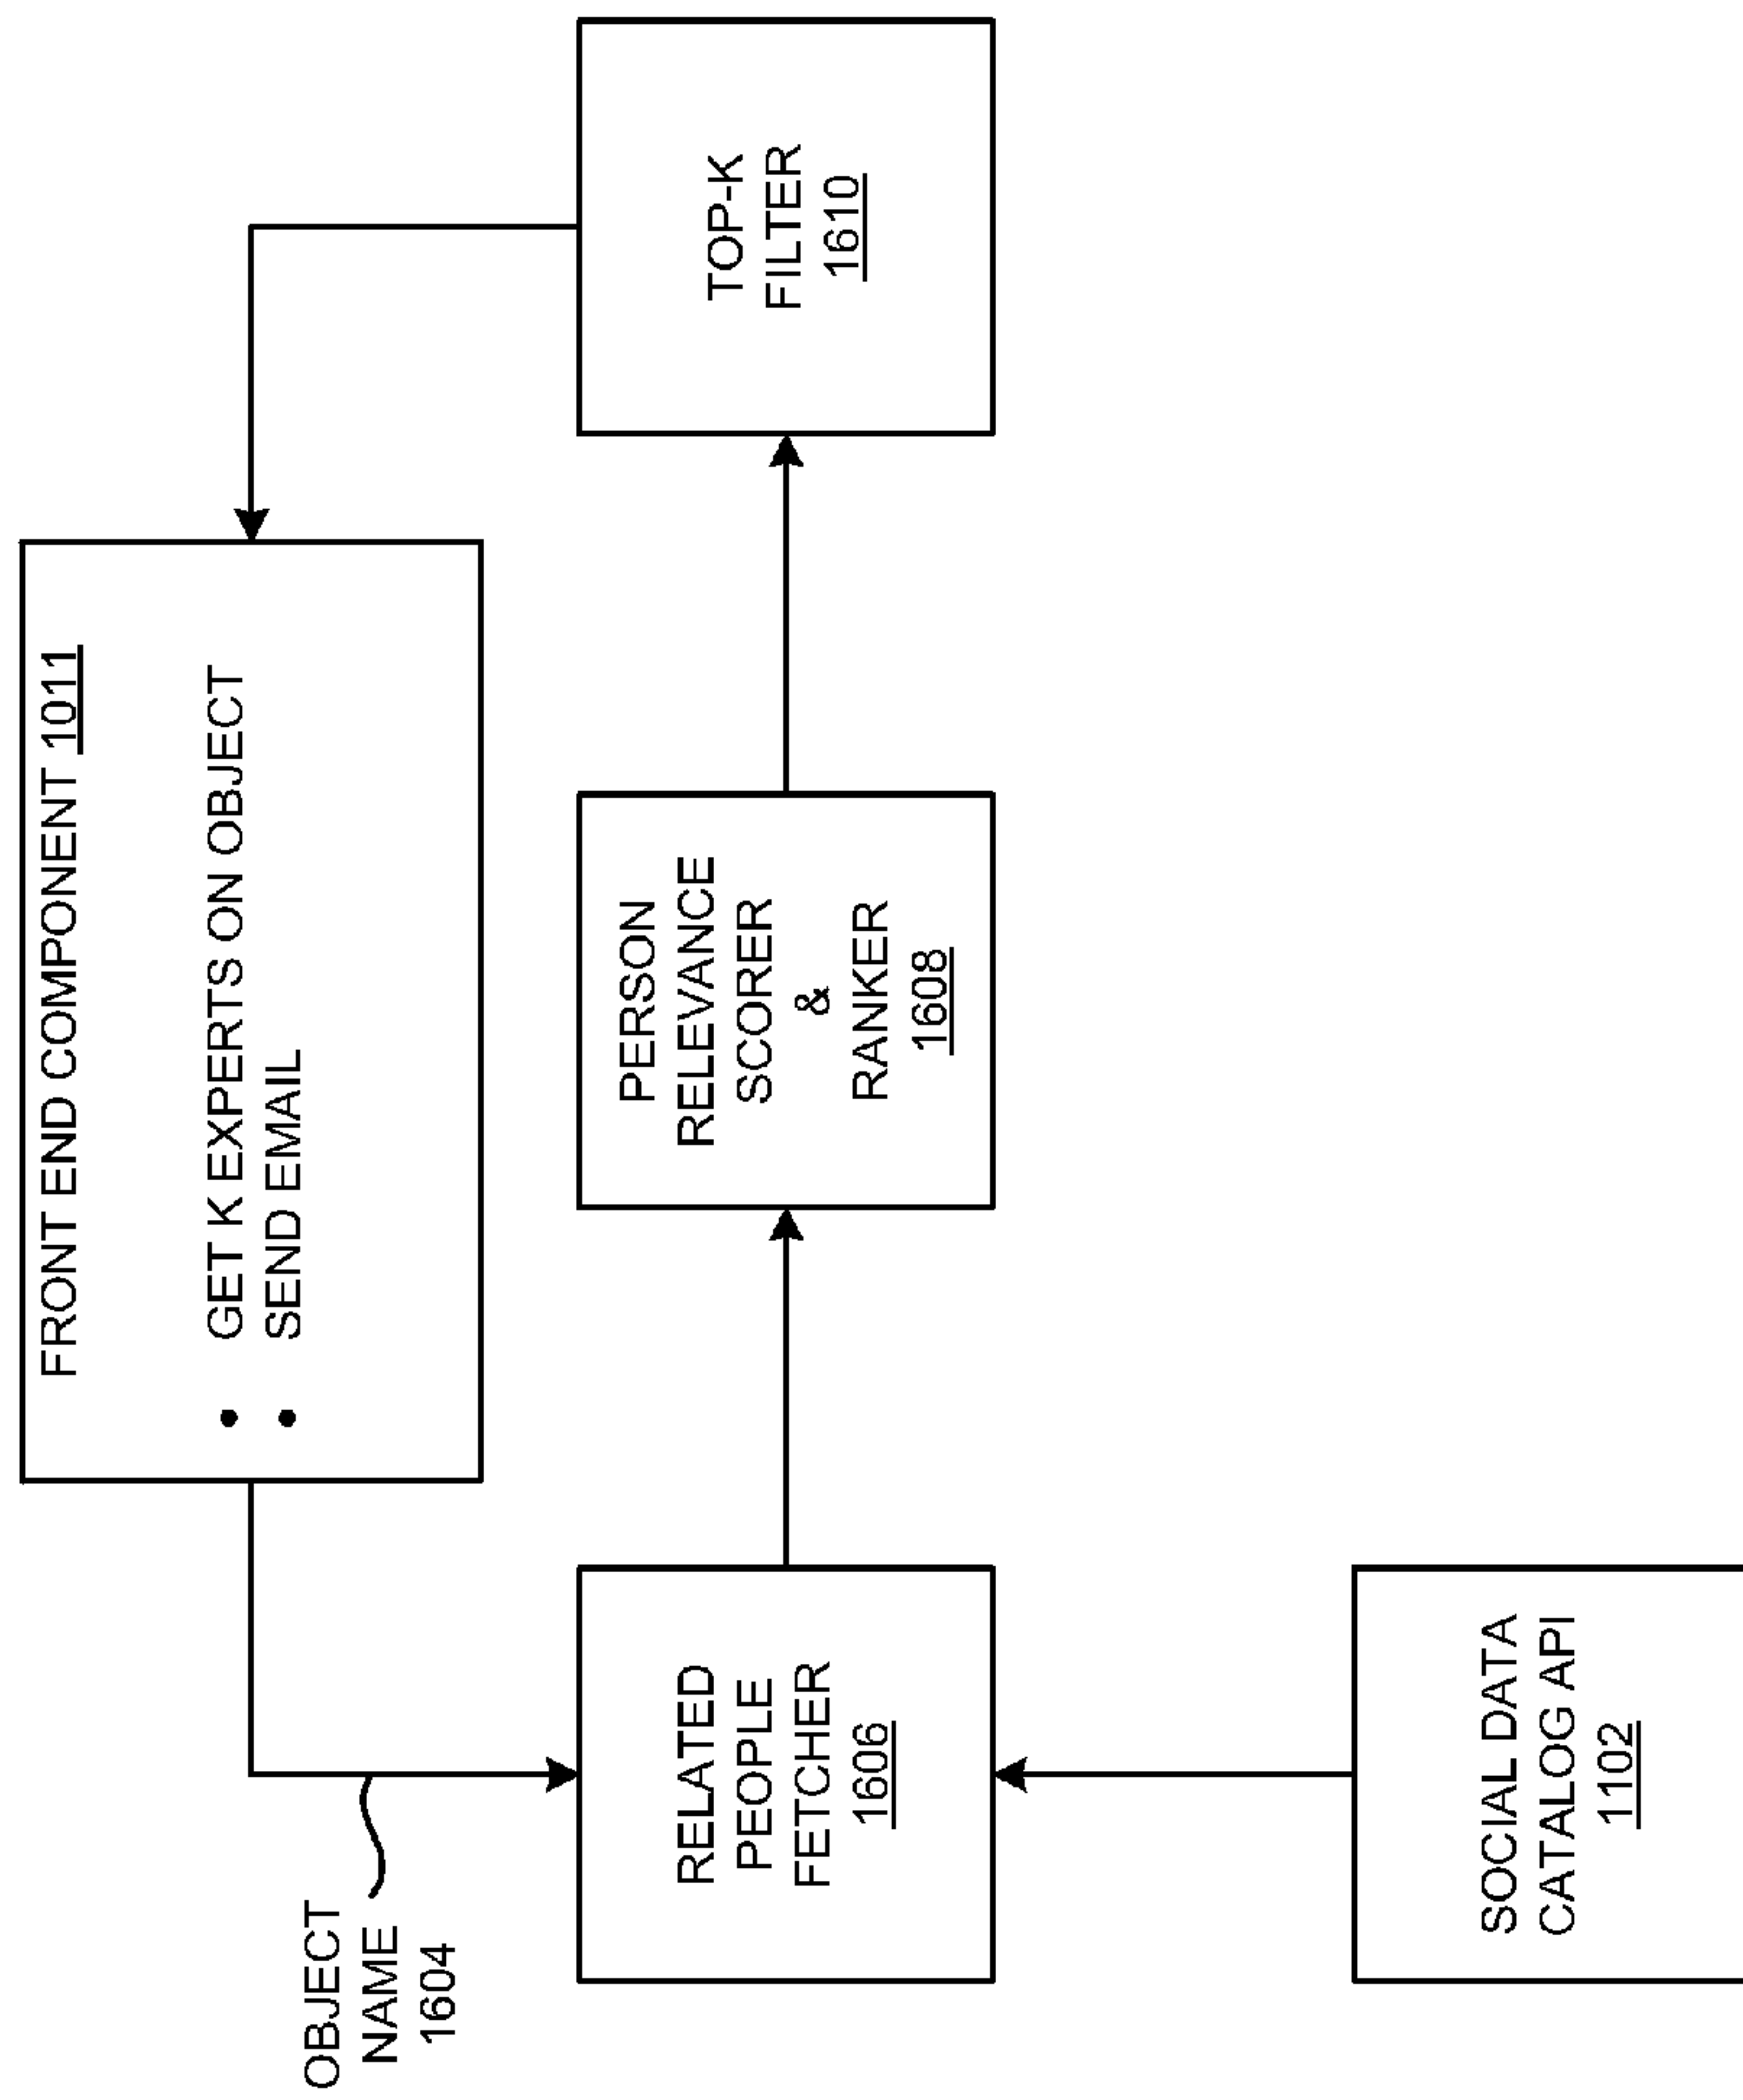 FRONT END COMPONENT 1011
• GET K EXPERTS ON OBJECT
• SEND EMAIL
OBJECT
NAME
1604
RELATED
PEOPLE
FETCHER
1606
PERSON
RELEVANCE
SCORER
&
RANKER
1608
TOP-K
FILTER
1610
SOCIAL DATA
CATALOG API
1102